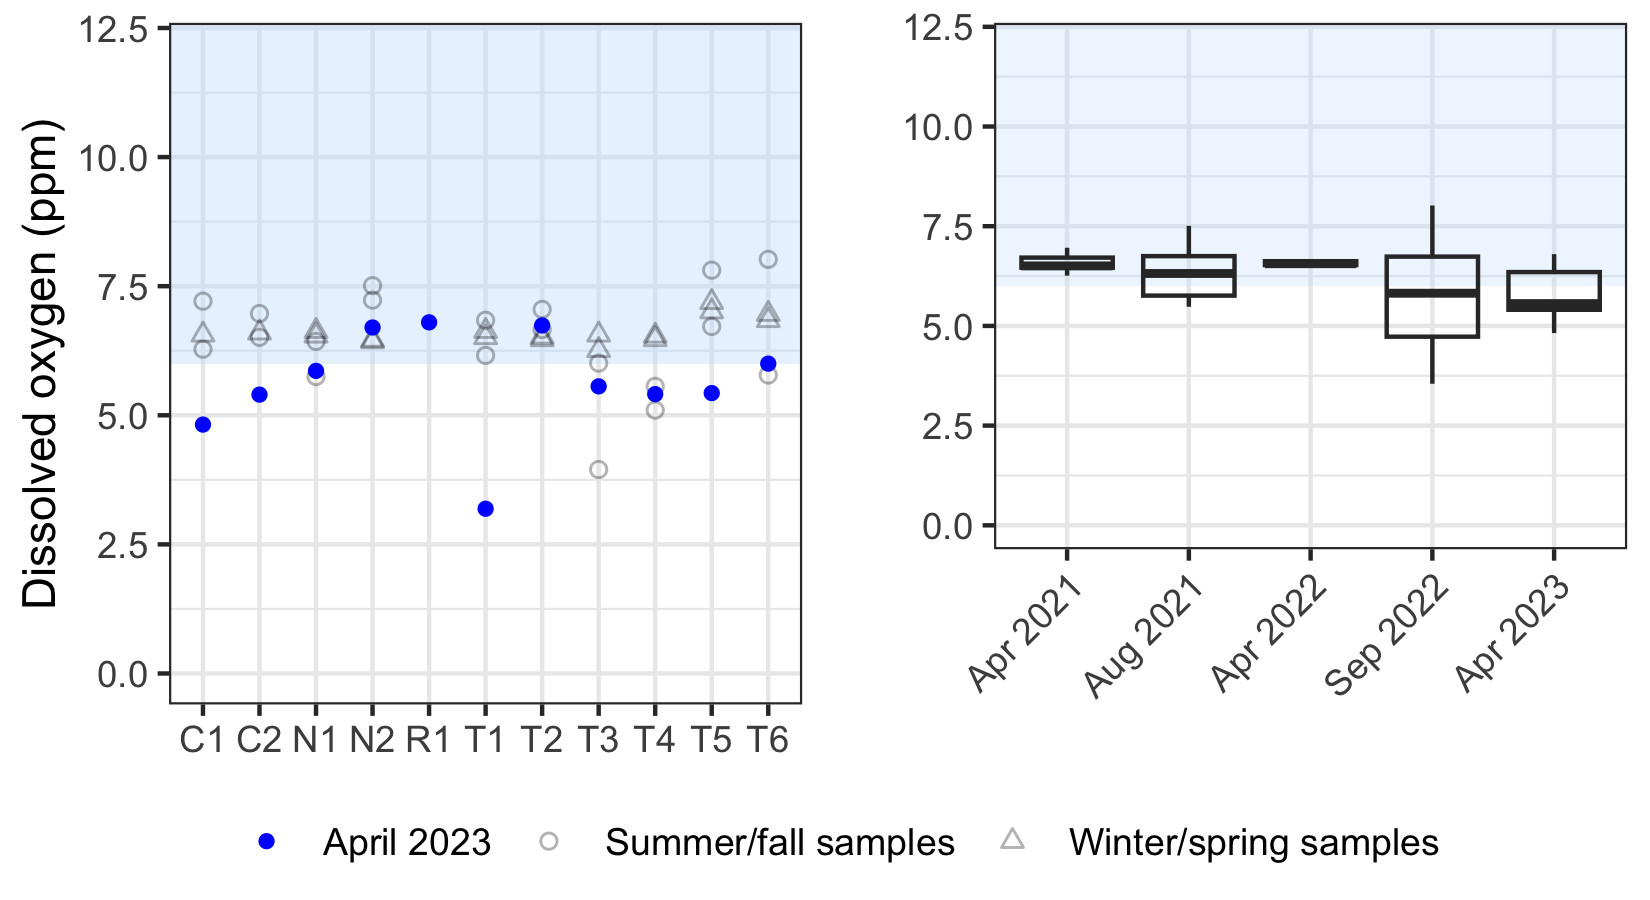 Dissolved oxygen (ppm)
12.5
10.0
7.5
5.0
2.5
0.0
C1 C2 N1 N2 R1 T1 T2 T3 T4 T5 T6
12.5
10.0
7.5
5.0
2.5
0.0
Apr 2021
Aug 2021
Apr 2022
Sep 2022
Apr 2023
April 2023 Summer/fall samples Winter/spring samples